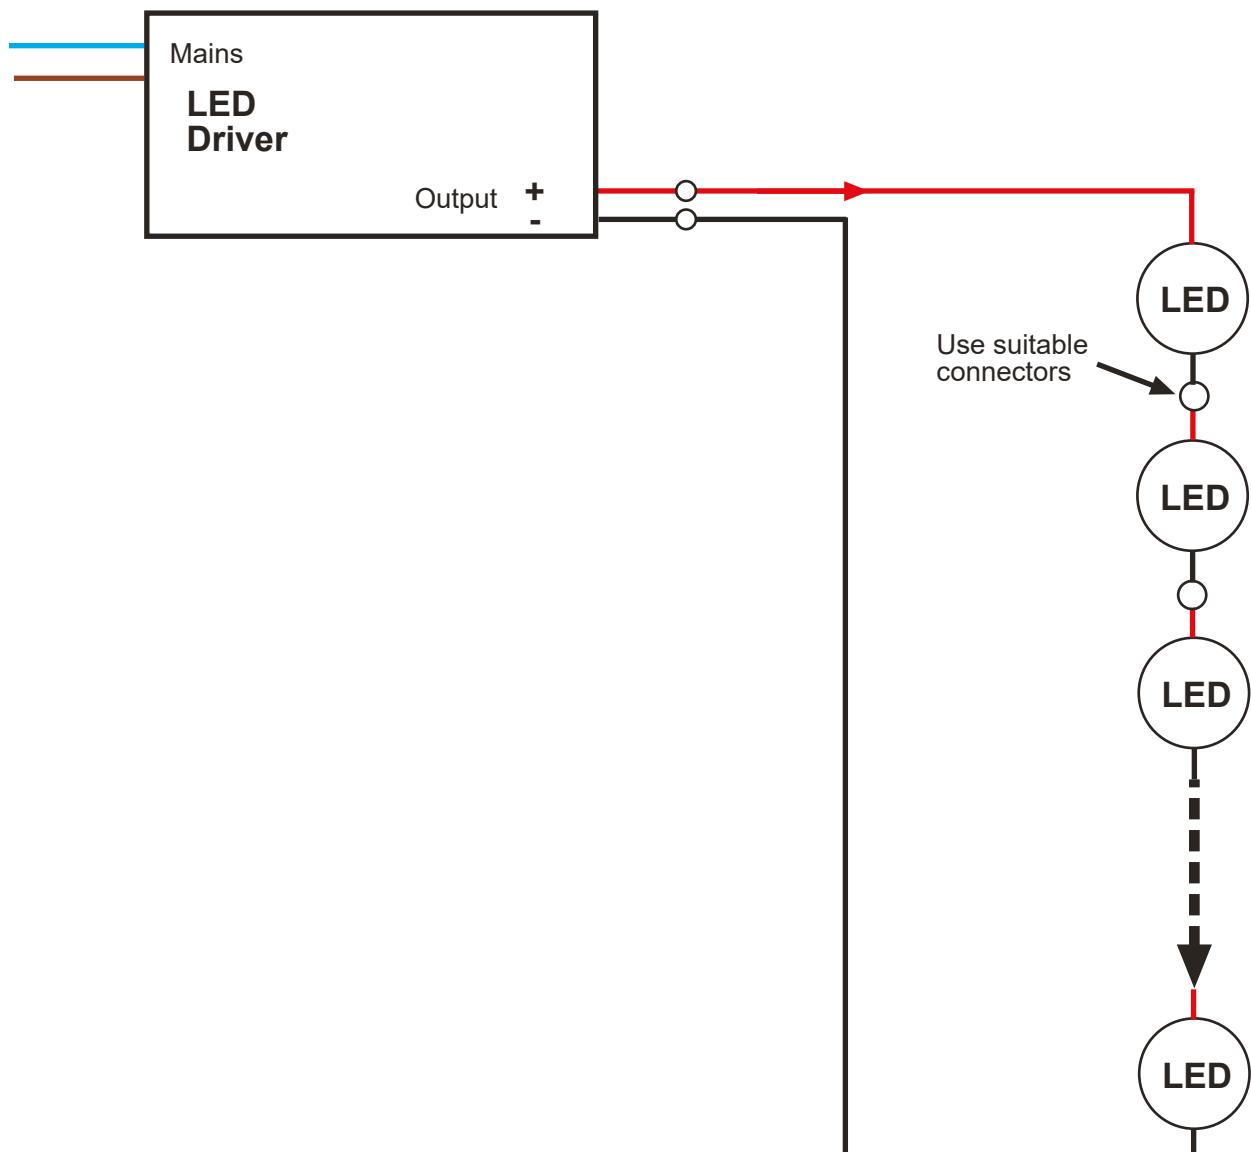 Mains
LED
Driver
Output +
-
LED
Use suitable
connectors
LED
LED
LED